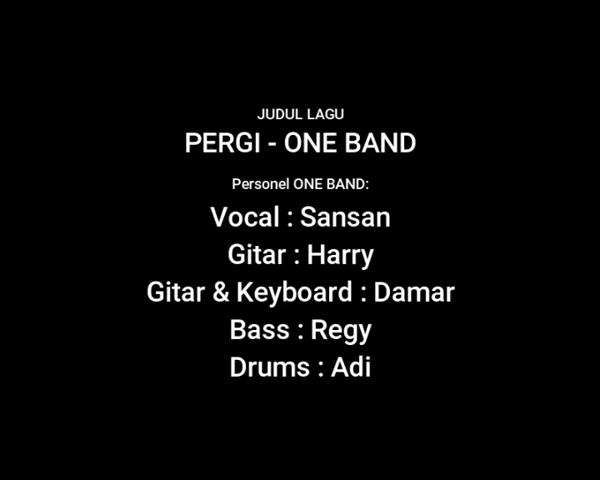 JUDUL LAGU
PERGI - ONE BAND
Personel ONE BAND:
Vocal : Sansan
Gitar : Harry
Gitar & Keyboard : Damar
Bass : Regy
Drums : Adi